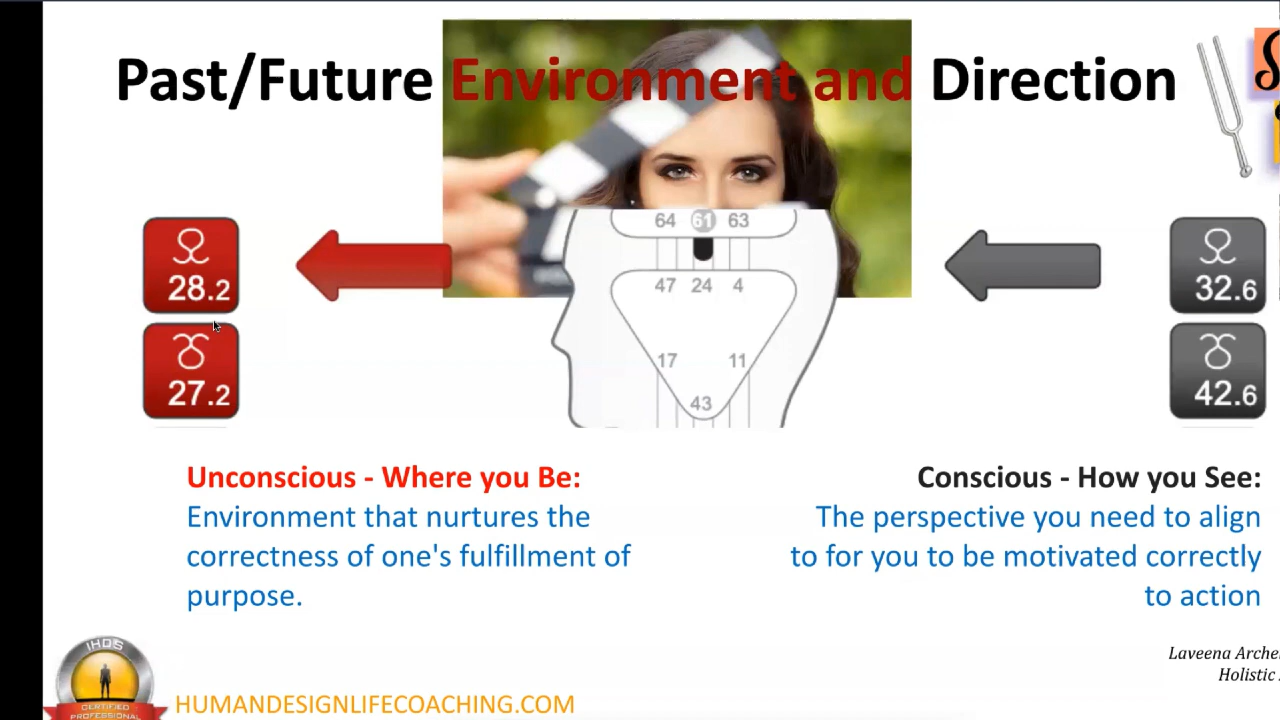 Past/Future Environment and Direction
64 61 63
28.2
32.6
47 24 4
17 11
27.2
42.6
43
Unconscious - Where you Be:
Environment that nurtures the
correctness of one's fulfillment of
purpose.
Conscious - How you See:
The perspective you need to align
to for you to be motivated correctly
to action
Laveena Arche
Holistic
IHDS
CERTIFIED
PROFESSIONAL
HUMANDESIGNLIFECOACHING.COM